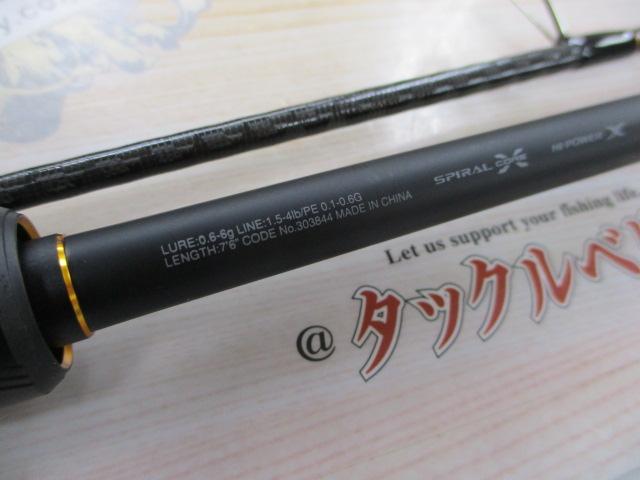 LURE:0.6-6g LINE:1.5-4lb/PE 0.1-0.6G
LENGTH:7'6" CODE No.303844 MADE IN CHINA
SPIRAL X CORE
HI-POWER X
Let us support your fishing life
@タックルベ